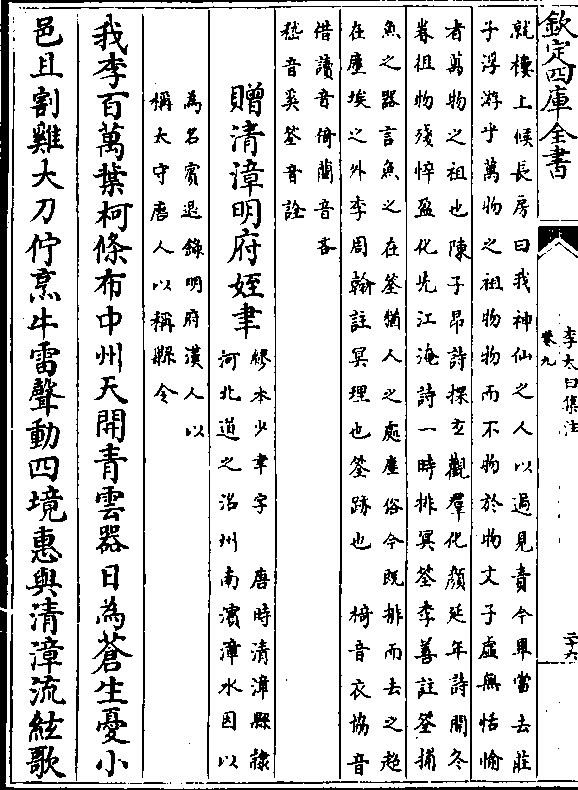 欽定四庫全書
李太白集注
卷九
三十六
就樓上候長房曰我神仙之人以過見責今畢當去莊
子浮游乎萬物之祖物物而不物於物文子虛無恬愉
者萬物之祖也陳子昻詩探玄觀羣化顔延年詩開冬
眷徂物殘悴盈化先江淹詩一時排冥筌李善註筌捕
魚之器言魚之在筌猶人之處塵俗今既排而去之超
在塵埃之外李周翰註冥理也筌跡也 椅音衣協音
借讀音倚蘭音吝
嵇音奚筌音詮
贈清漳明府姪聿
繆本少聿字 唐時清漳縣隷
河北道之洺州南濱漳水因以
為名賓退錄明府漢人以
稱太守唐人以稱縣令
我李百萬葉柯條布中州天開青雲器日為蒼生憂小
邑且割雞大刀佇烹牛雷聲動四境惠與清漳流絃歌